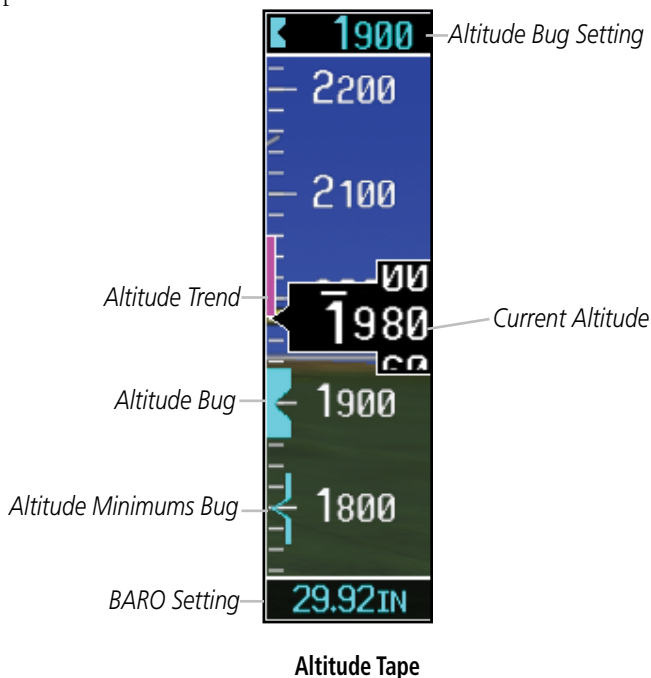 1900
Altitude Bug Setting
2200
2100
00
Altitude Trend
1980
Current Altitude
Altitude Bug
1900
Altitude Minimums Bug
1800
BARO Setting
29.92IN
Altitude Tape